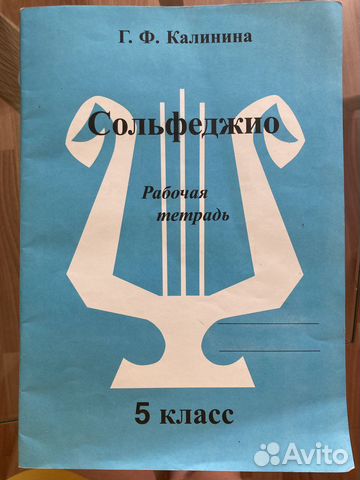 Г. Ф. Калинина
Сольфеджио
Рабочая
тетрадь
5 класс
Avito